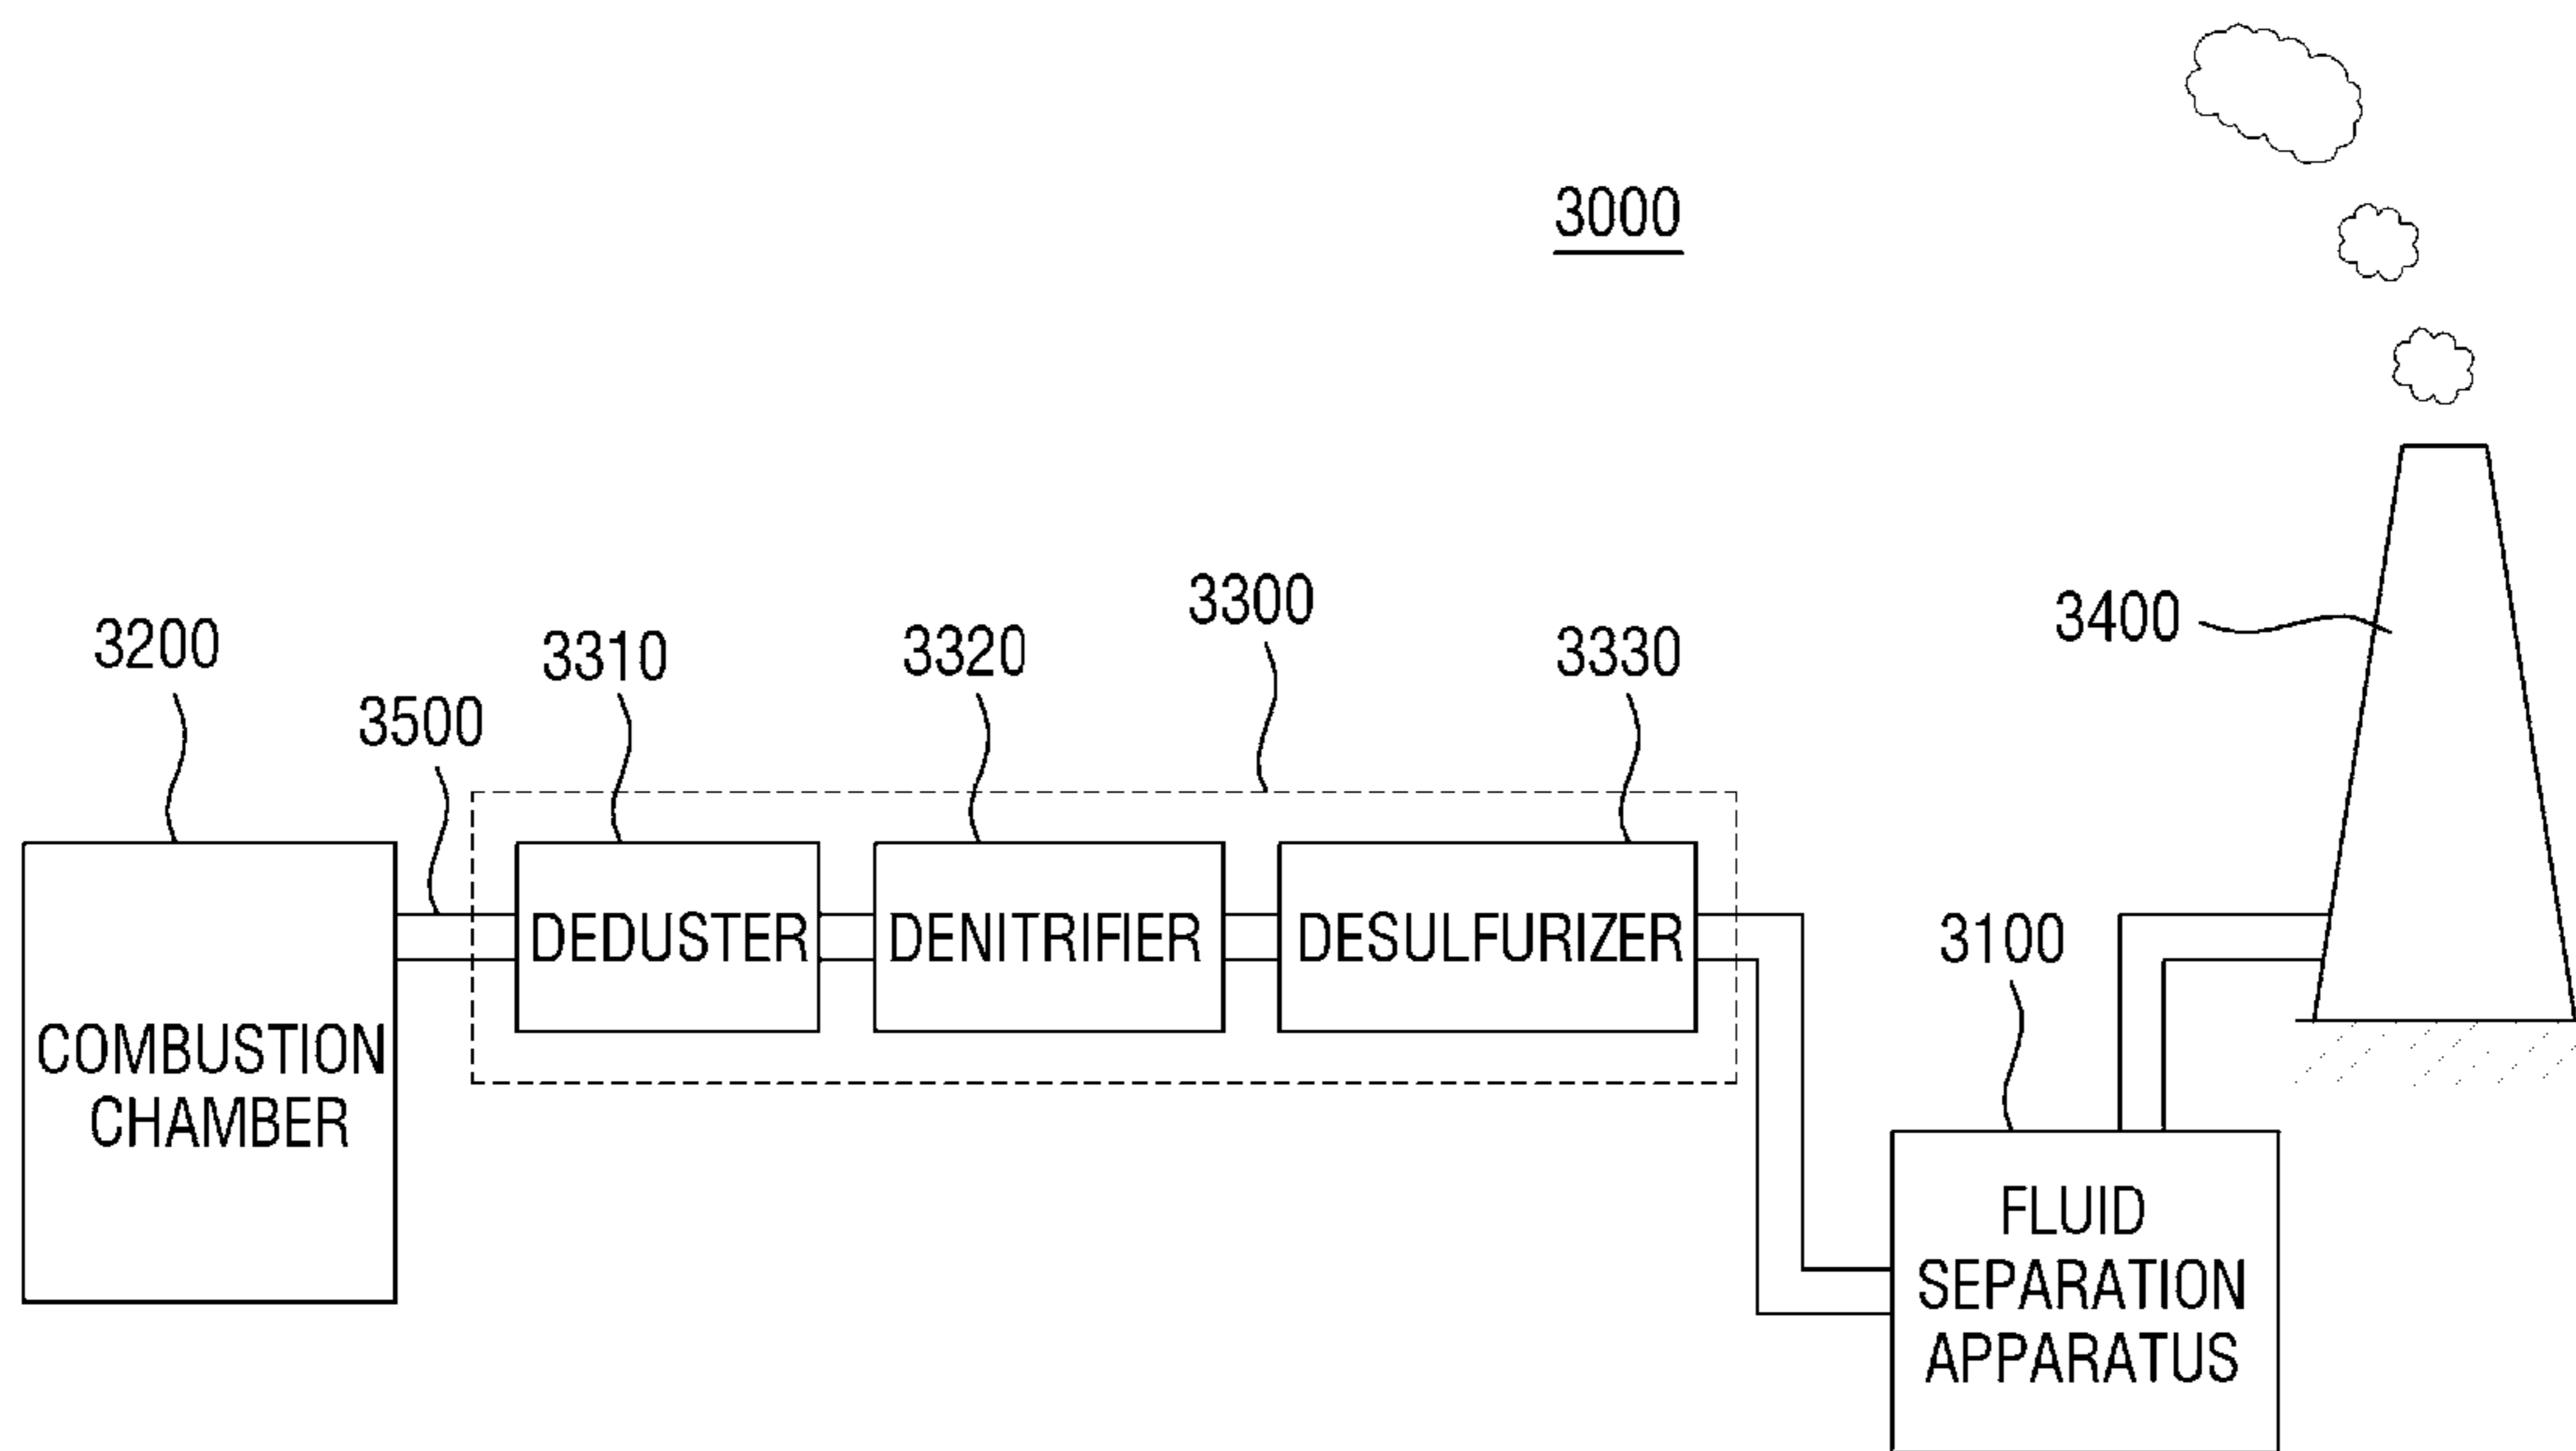 3000
3300
3200
3310
3320
3330
3400
3500
DEDUSTER
DENITRIFIER
DESULFURIZER
3100
COMBUSTION
CHAMBER
FLUID
SEPARATION
APPARATUS